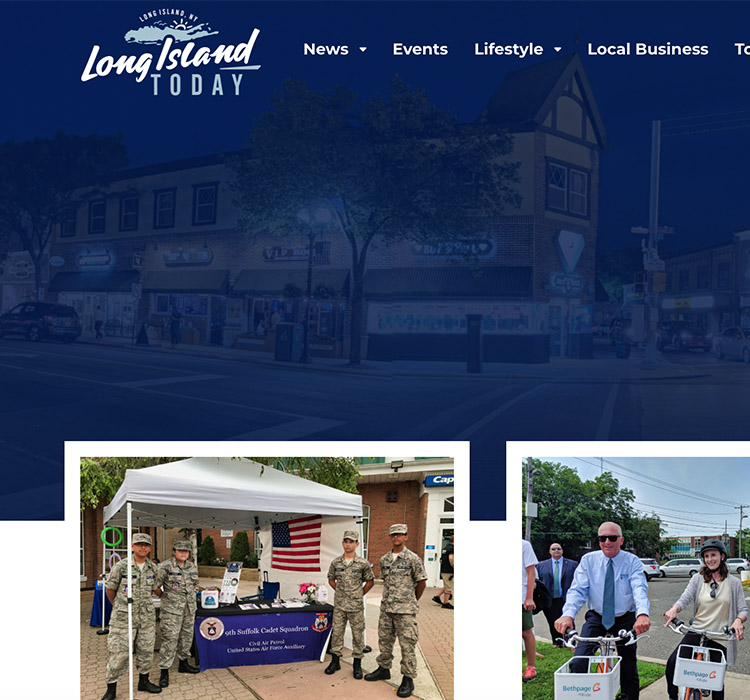 LONG ISLAND, NY
Long Island
TODAY
News
Events
Lifestyle
Local Business
To
Cap
9th Suffolk Cadet Squadron
Civil Air Patrol
United States Air Force Auxiliary
Bethpage
Bethpage